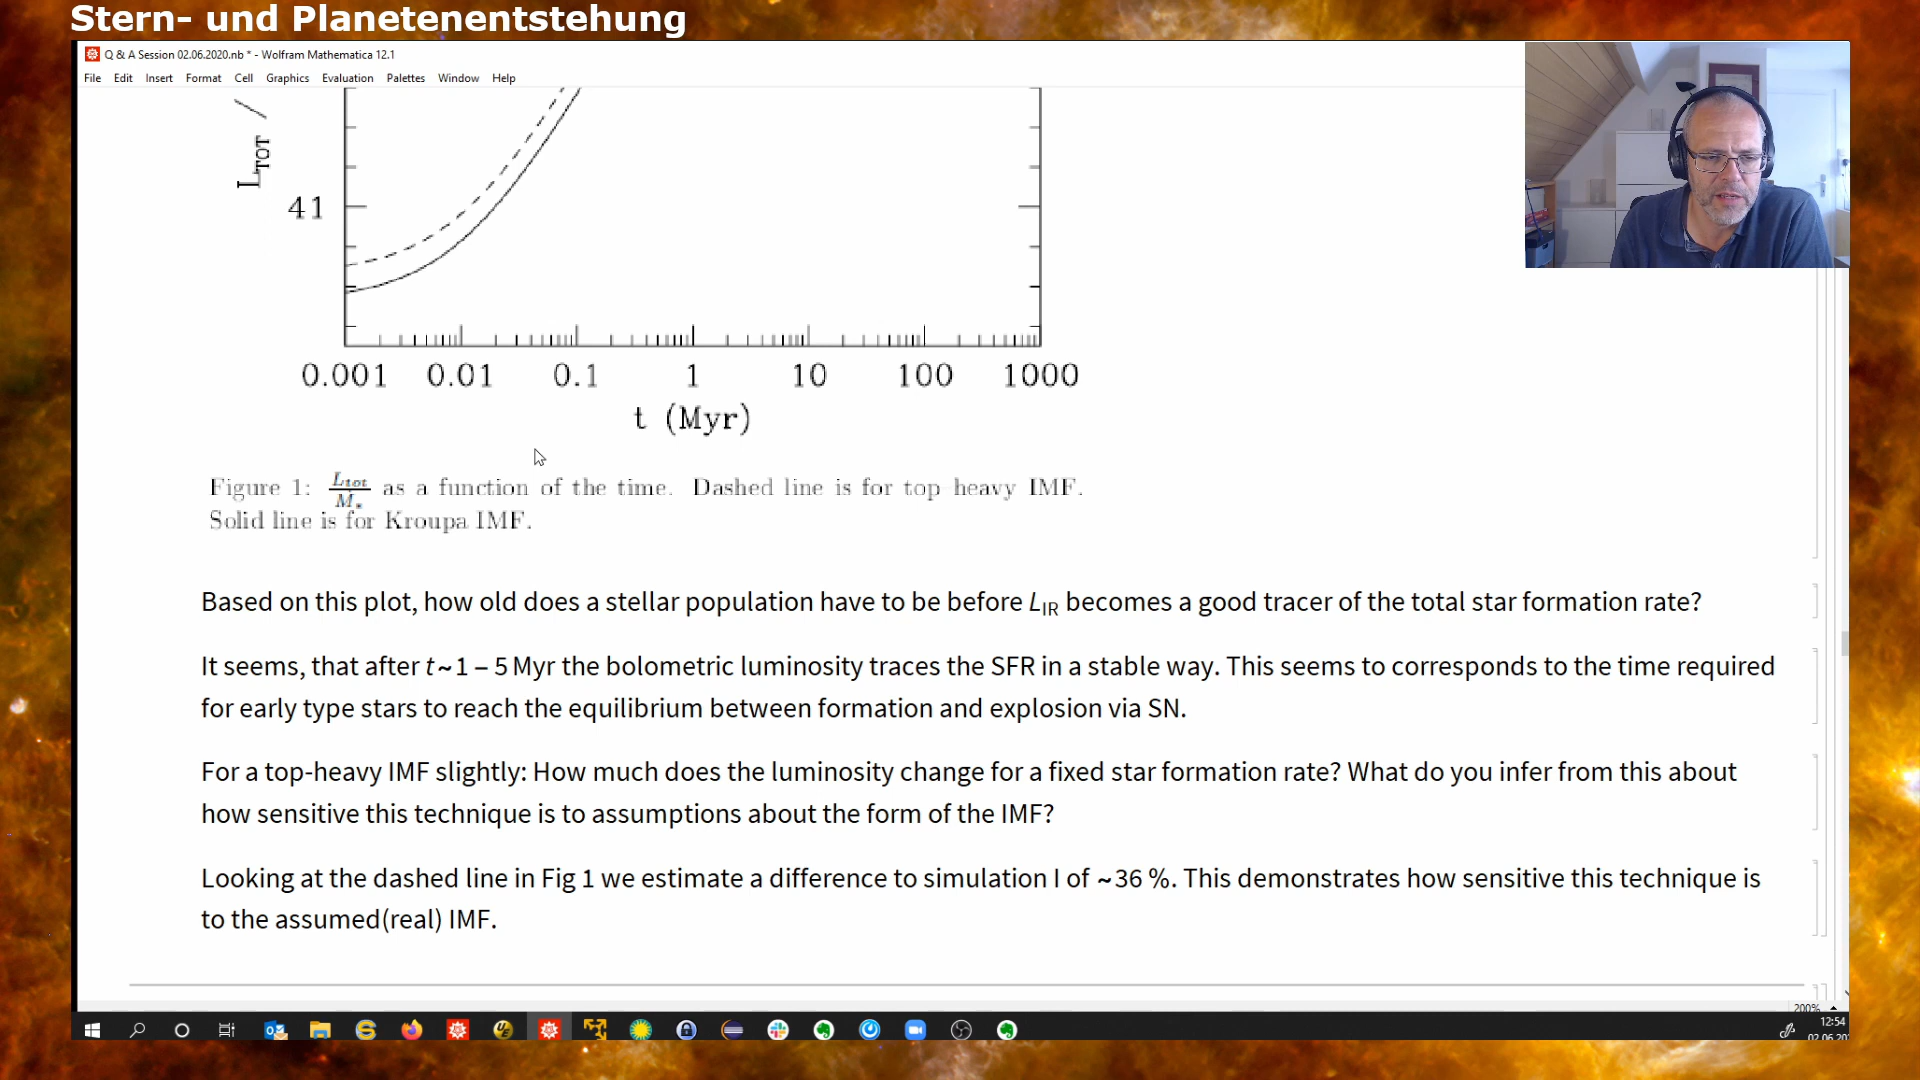 Stern- und Planetenentstehung
Q & A Session 02.06.2020.nb * - Wolfram Mathematica 12.1
File Edit Insert Format Cell Graphics Evaluation Palettes Window Help
L_TOT /
41
0.001 0.01 0.1 1 10 100 1000
t (Myr)
Figure 1: L_tot/M_* as a function of the time. Dashed line is for top heavy IMF.
Solid line is for Kroupa IMF.
Based on this plot, how old does a stellar population have to be before L_IR becomes a good tracer of the total star formation rate?
It seems, that after t ~ 1 – 5 Myr the bolometric luminosity traces the SFR in a stable way. This seems to corresponds to the time required
for early type stars to reach the equilibrium between formation and explosion via SN.
For a top-heavy IMF slightly: How much does the luminosity change for a fixed star formation rate? What do you infer from this about
how sensitive this technique is to assumptions about the form of the IMF?
Looking at the dashed line in Fig 1 we estimate a difference to simulation I of ~ 36 %. This demonstrates how sensitive this technique is
to the assumed(real) IMF.
200%
12:54